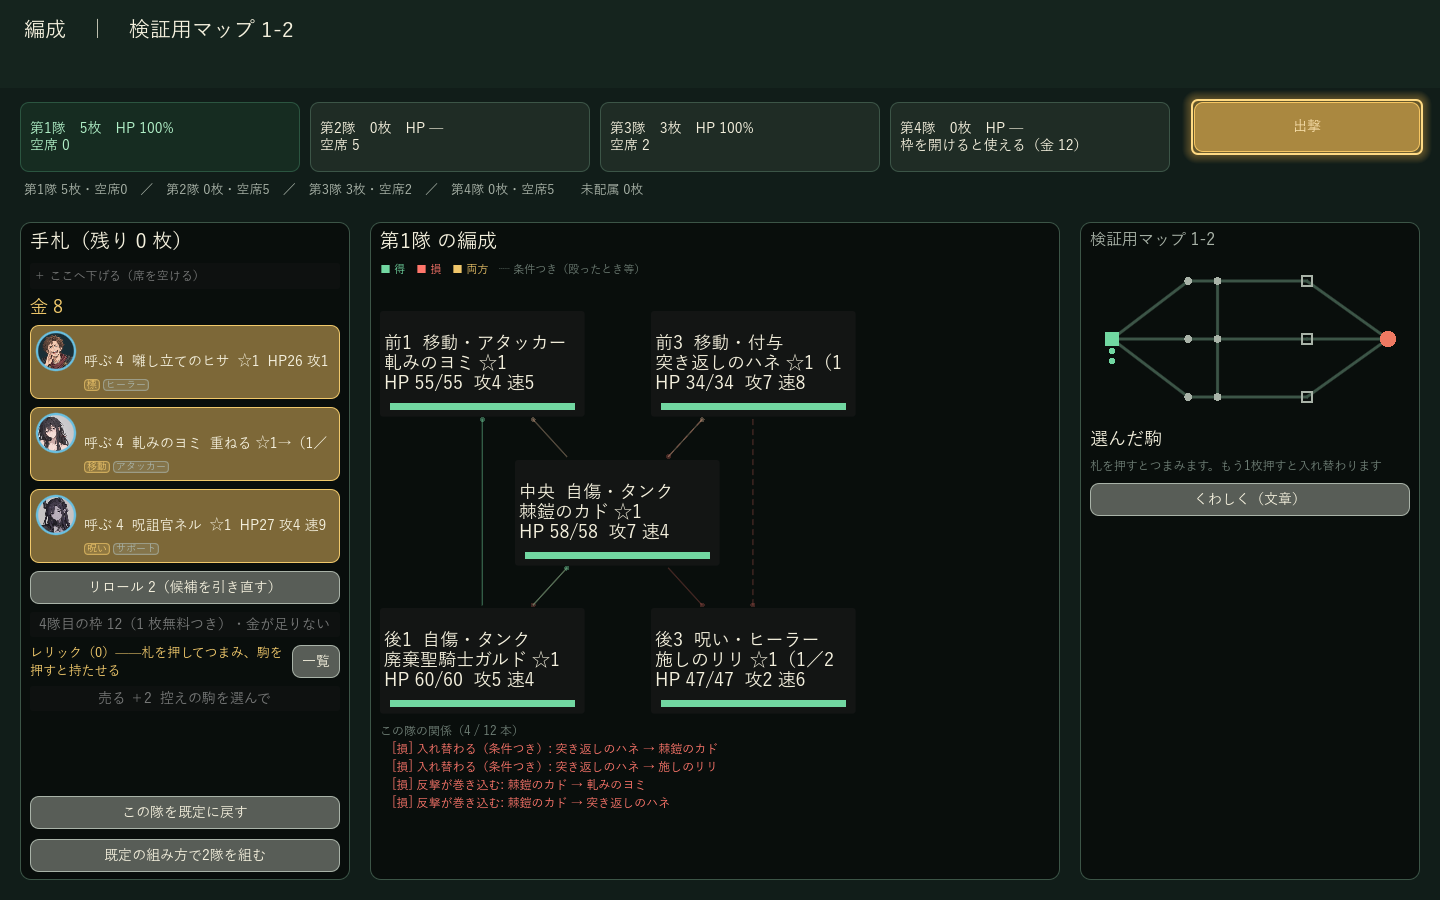 編成 ｜ 検証用マップ 1-2
第1隊 5枚 HP 100%
空席 0
第2隊 0枚 HP —
空席 5
第3隊 3枚 HP 100%
空席 2
第4隊 0枚 HP —
枠を開けると使える（金 12）
出撃
第1隊 5枚・空席0 ／ 第2隊 0枚・空席5 ／ 第3隊 3枚・空席2 ／ 第4隊 0枚・空席5 未配属 0枚
手札（残り 0 枚）
＋ ここへ下げる（席を空ける）
金 8
呼ぶ 4 囃し立てのヒサ ☆1 HP26 攻1
標 ヒーラー
呼ぶ 4 軋みのヨミ 重ねる ☆1→（1／
移動 アタッカー
呼ぶ 4 呪詛官ネル ☆1 HP27 攻4 速9
呪い サポート
リロール 2（候補を引き直す）
4隊目の枠 12（1 枚無料つき）・金が足りない
レリック（0）——札を押してつまみ、駒を
押すと持たせる
一覧
売る ＋2 控えの駒を選んで
この隊を既定に戻す
既定の組み方で2隊を組む
第1隊 の編成
■ 得 ■ 損 ■ 両方 ┄ 条件つき（殴ったとき等）
前1 移動・アタッカー
軋みのヨミ ☆1
HP 55/55 攻4 速5
前3 移動・付与
突き返しのハネ ☆1（1
HP 34/34 攻7 速8
中央 自傷・タンク
棘鎧のカド ☆1
HP 58/58 攻7 速4
後1 自傷・タンク
廃棄聖騎士ガルド ☆1
HP 60/60 攻5 速4
後3 呪い・ヒーラー
施しのリリ ☆1（1／2
HP 47/47 攻2 速6
この隊の関係（4 / 12 本）
[損] 入れ替わる（条件つき）: 突き返しのハネ → 棘鎧のカド
[損] 入れ替わる（条件つき）: 突き返しのハネ → 施しのリリ
[損] 反撃が巻き込む: 棘鎧のカド → 軋みのヨミ
[損] 反撃が巻き込む: 棘鎧のカド → 突き返しのハネ
検証用マップ 1-2
選んだ駒
札を押すとつまみます。もう1枚押すと入れ替わります
くわしく（文章）